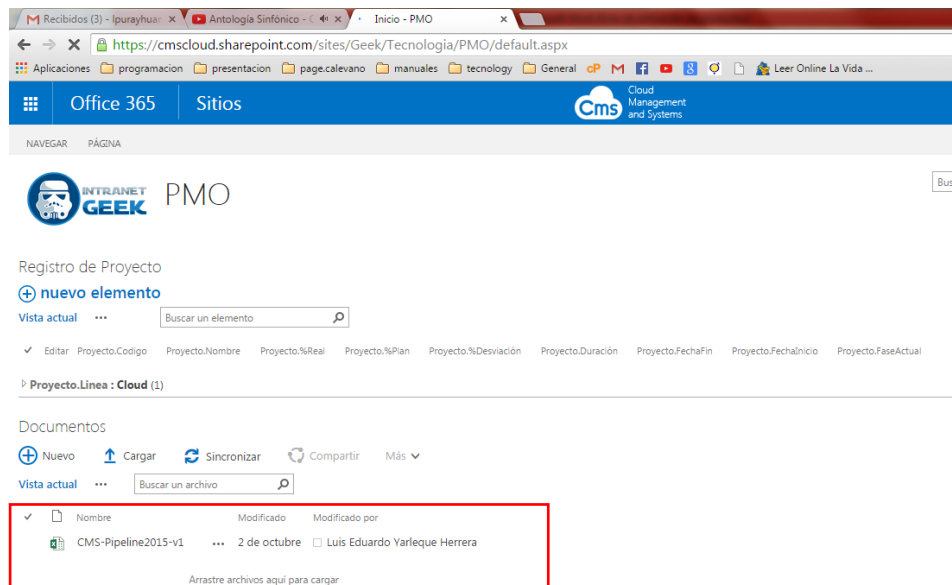 Recibidos (3) - lpurayhuar
Antología Sinfónico - C
Inicio - PMO
https://cmscloud.sharepoint.com/sites/Geek/Tecnologia/PMO/default.aspx
Aplicaciones programacion presentacion page.calevano manuales tecnology General cP Leer Online La Vida ...
Office 365 Sitios
Cms Cloud
Management
and Systems
NAVEGAR PÁGINA
INTRANET
GEEK
PMO
Bus
Registro de Proyecto
nuevo elemento
Vista actual ... Buscar un elemento
Editar Proyecto.Codigo Proyecto.Nombre Proyecto.%Real Proyecto.%Plan Proyecto.%Desviación Proyecto.Duración Proyecto.FechaFin Proyecto.FechaInicio Proyecto.FaseActual
Proyecto.Linea : Cloud (1)
Documentos
Nuevo Cargar Sincronizar Compartir Más
Vista actual ... Buscar un archivo
Nombre Modificado Modificado por
CMS-Pipeline2015-v1 ... 2 de octubre Luis Eduardo Yarleque Herrera
Arrastre archivos aquí para cargar